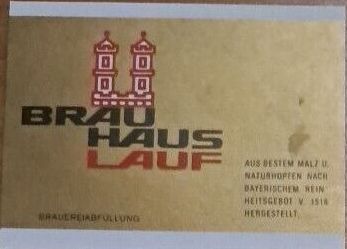 BRAU
HAUS
LAUF
AUS BESTEM MALZ U.
NATURHOPFEN NACH
BAYERISCHEM REIN
HEITSGEBOT V. 1516
HERGESTELLT.
BRAUEREIABFÜLLUNG